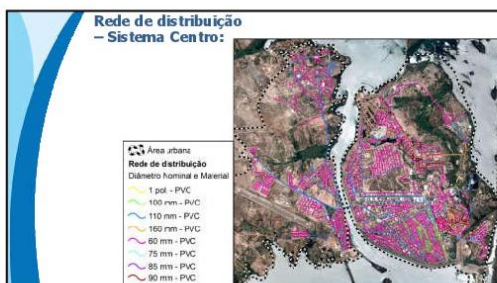 Rede de distribuição
– Sistema Centro:
Área urbana
Rede de distribuição
Diâmetro Nominal e Material
1 pol. - PVC
100 mm - PVC
110 mm - PVC
160 mm - PVC
60 mm - PVC
75 mm - PVC
85 mm - PVC
90 mm - PVC